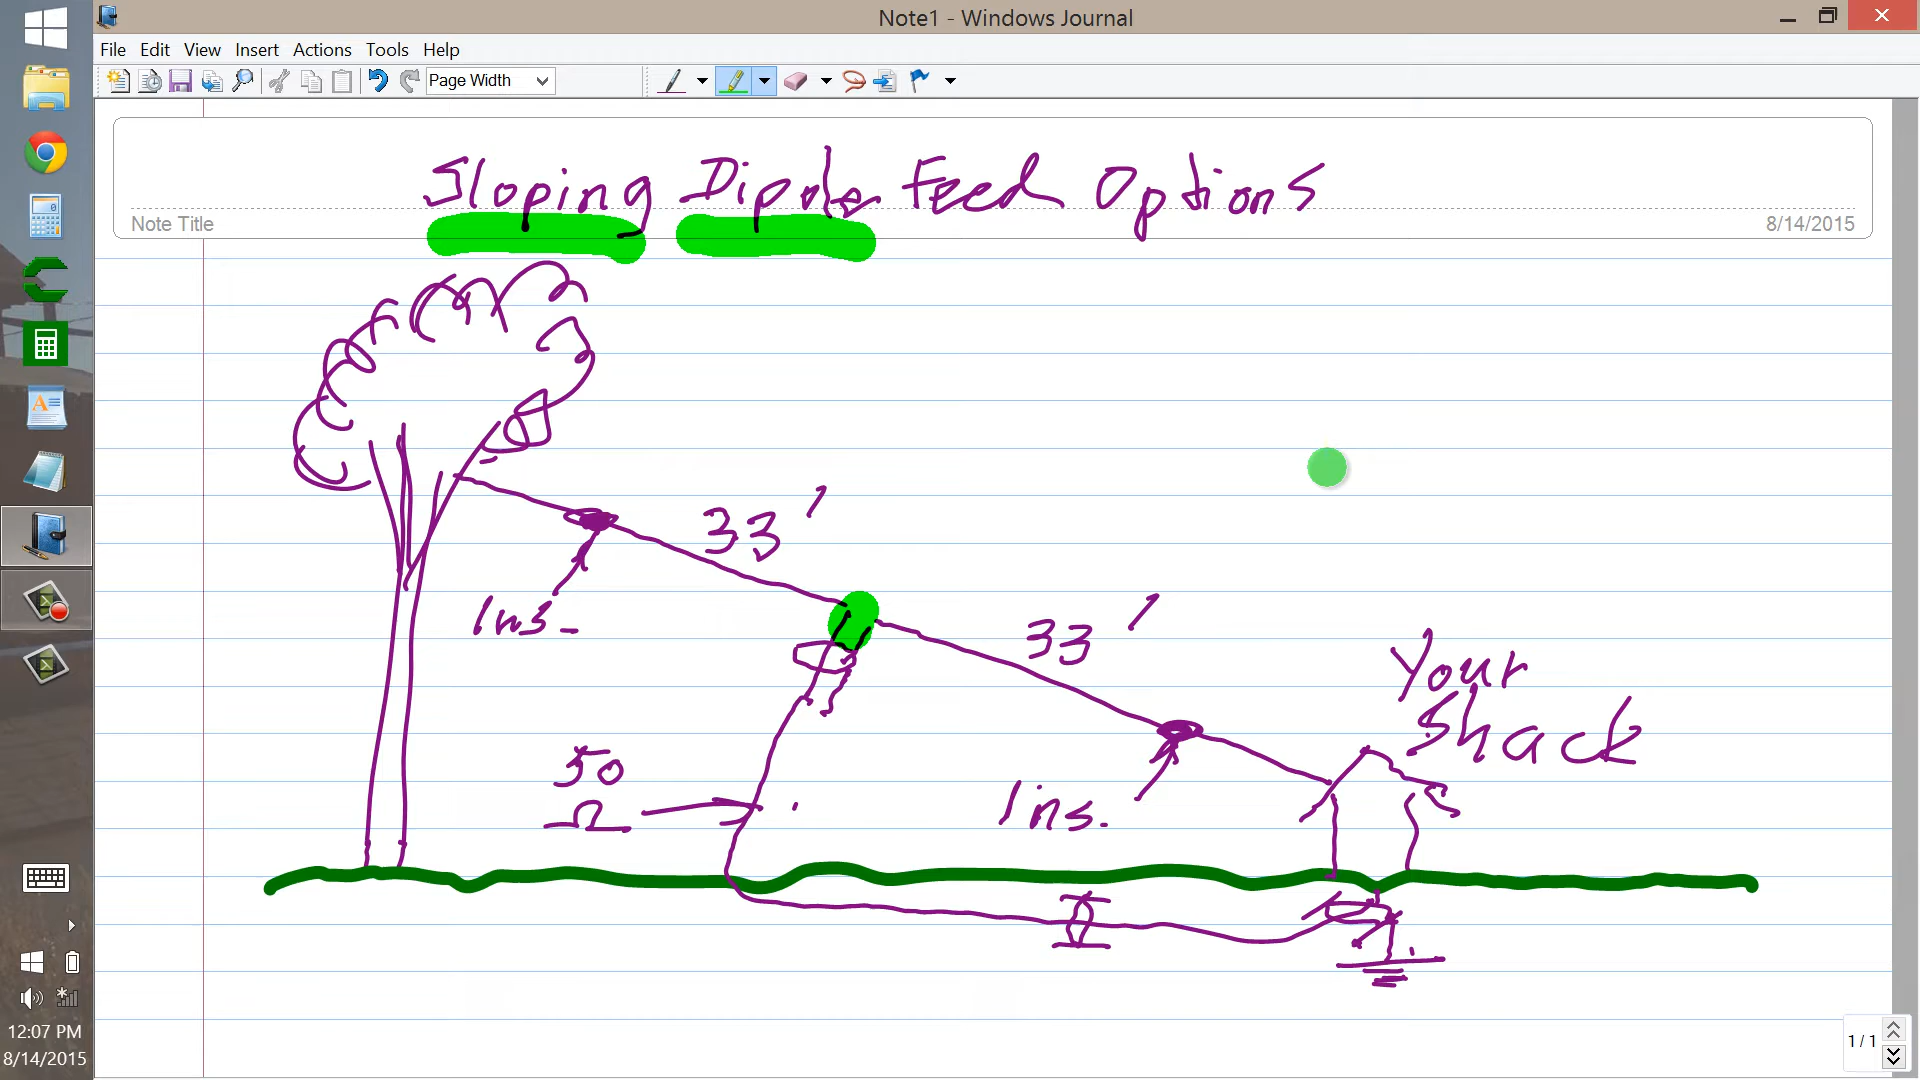 Note1 - Windows Journal
File Edit View Insert Actions Tools Help
Page Width
Sloping Dipole Feed Options
Note Title
8/14/2015
33'
Ins.
33'
Your
Shack
50
Ω
Ins.
12:07 PM
8/14/2015
1 / 1